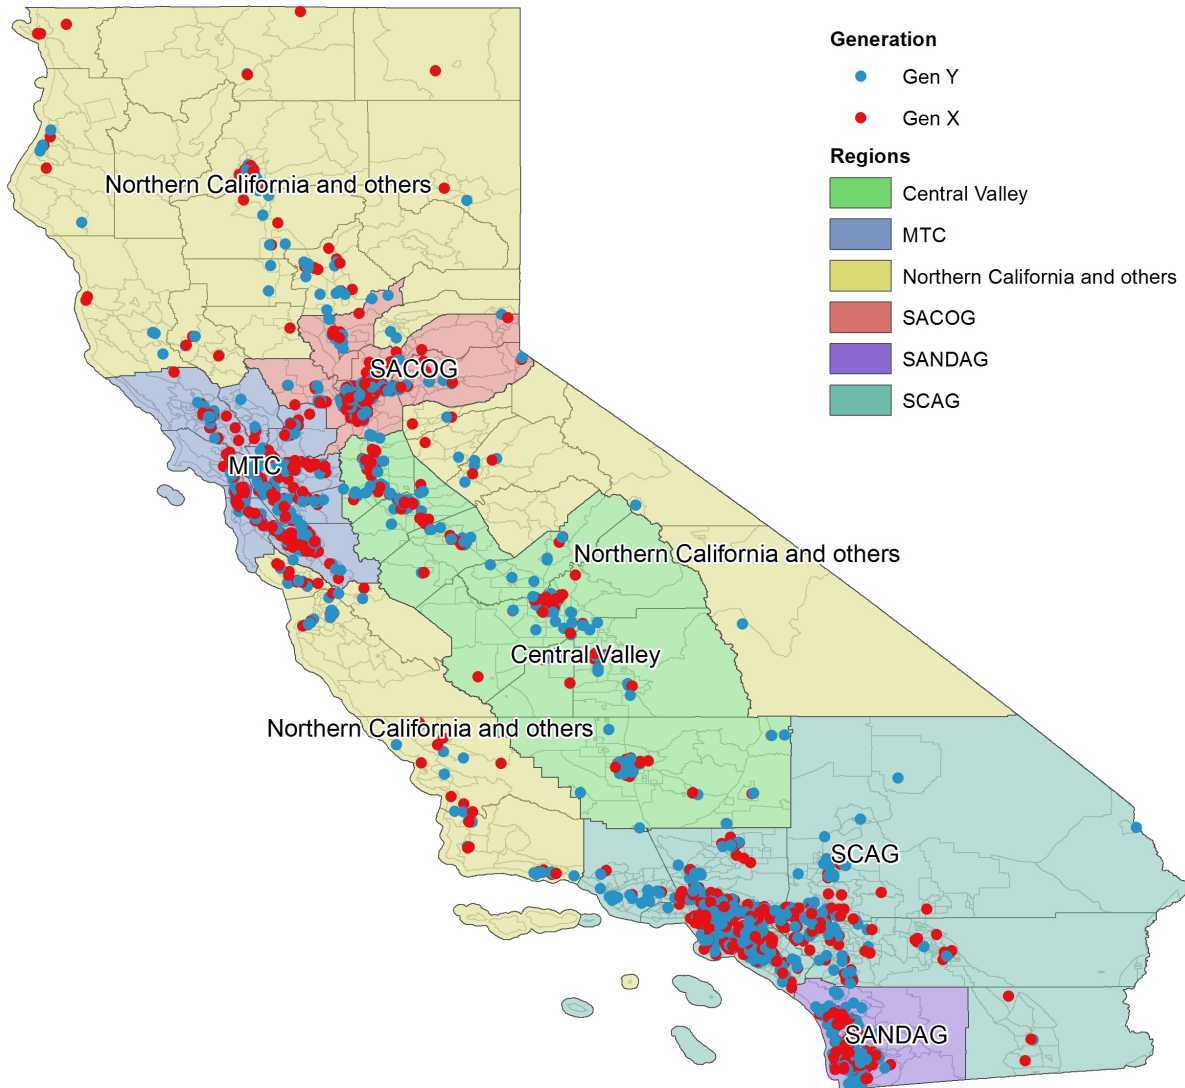 Generation
Gen Y
Gen X
Regions
Central Valley
MTC
Northern California and others
SACOG
SANDAG
SCAG
Northern California and others
SACOG
MTC
Northern California and others
Central Valley
Northern California and others
SCAG
SANDAG